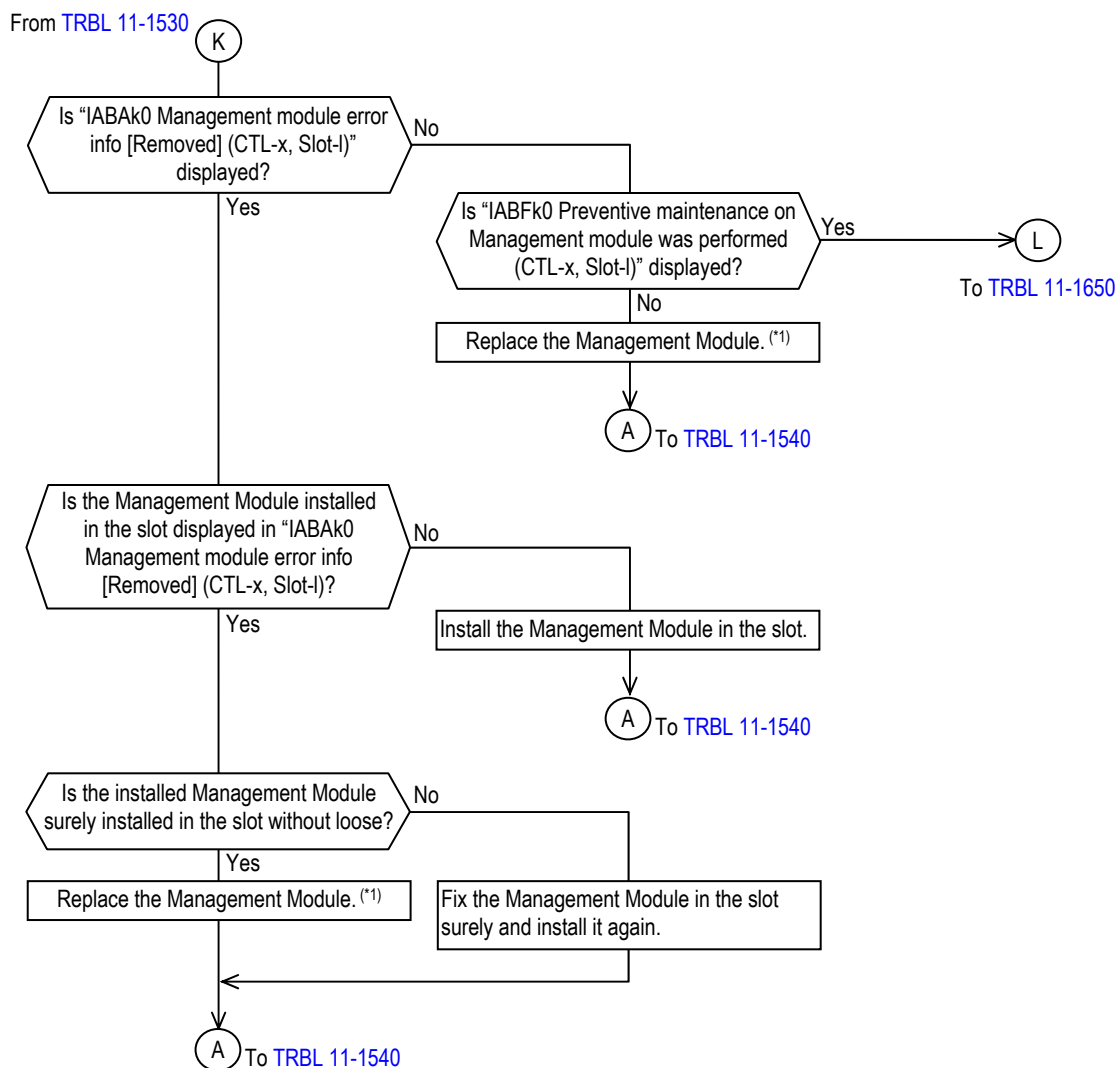 From TRBL 11-1530
K
Is “IABAk0 Management module error
info [Removed] (CTL-x, Slot-l)”
displayed?
No
Yes
Is “IABFk0 Preventive maintenance on
Management module was performed
(CTL-x, Slot-l)” displayed?
Yes
L
To TRBL 11-1650
No
Replace the Management Module. (*1)
A
To TRBL 11-1540
Is the Management Module installed
in the slot displayed in “IABAk0
Management module error info
[Removed] (CTL-x, Slot-l)?
No
Yes
Install the Management Module in the slot.
A
To TRBL 11-1540
Is the installed Management Module
surely installed in the slot without loose?
No
Yes
Replace the Management Module. (*1)
Fix the Management Module in the slot
surely and install it again.
A
To TRBL 11-1540